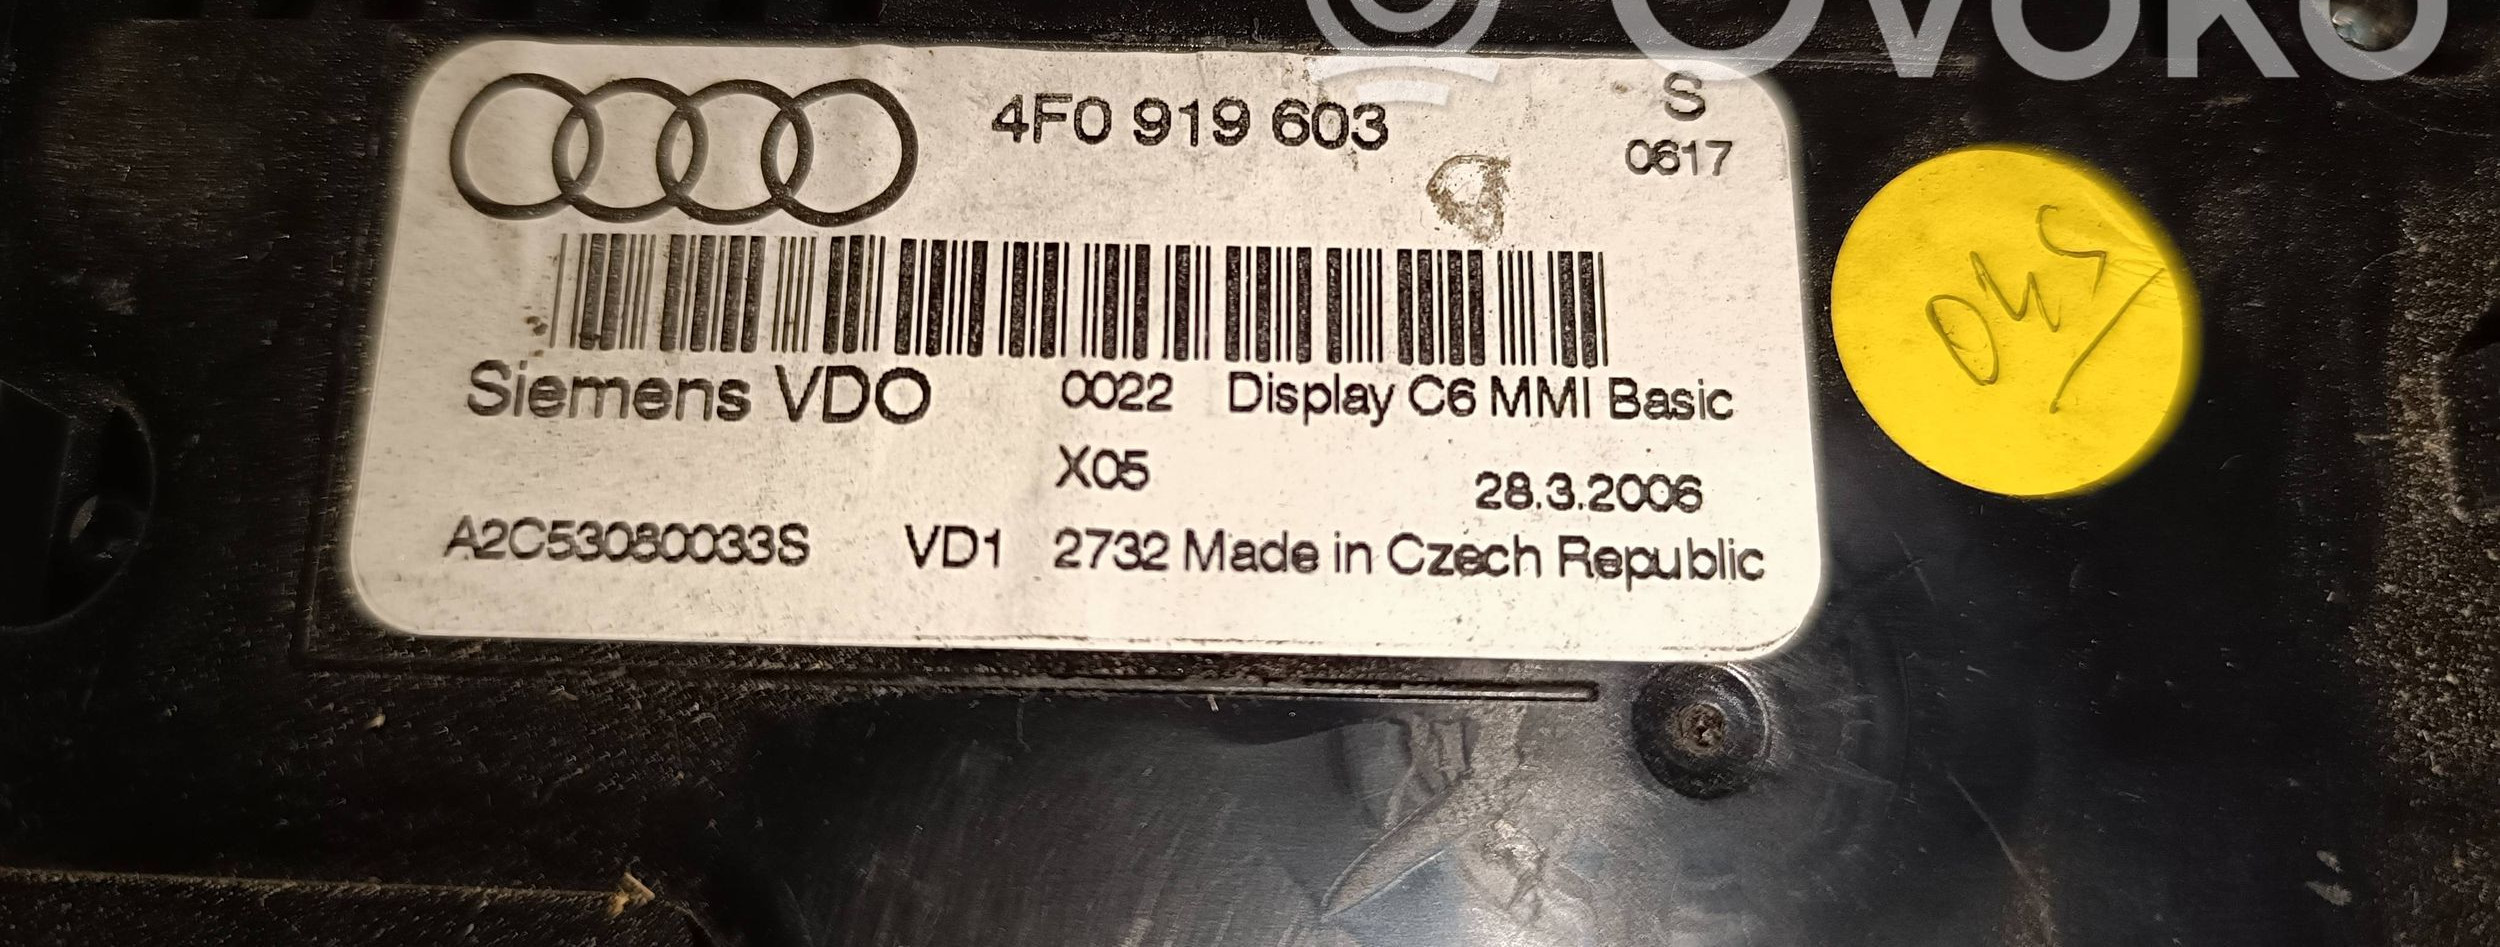 Ovoko
4F0 919 603
S
0617
Siemens VDO 0022 Display C6 MMI Basic
X05
28.3.2006
A2C53080033S VD1 2732 Made in Czech Republic